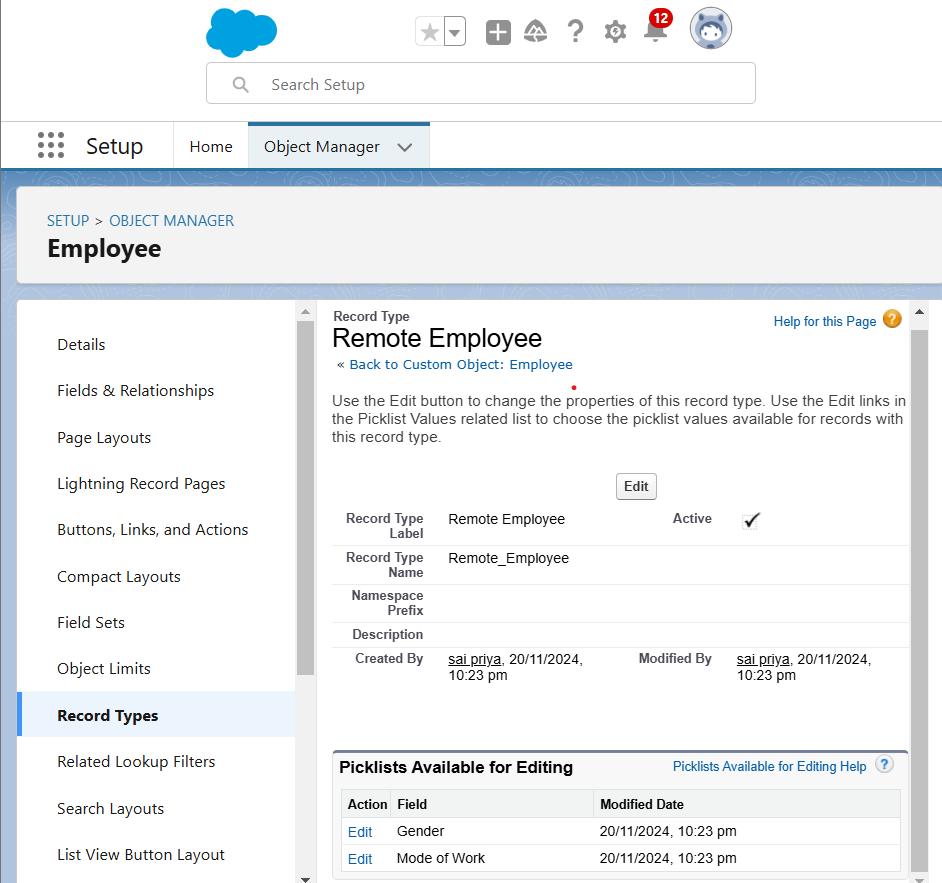 12
Search Setup
Setup
Home
Object Manager
SETUP > OBJECT MANAGER
Employee
Details
Fields & Relationships
Page Layouts
Lightning Record Pages
Buttons, Links, and Actions
Compact Layouts
Field Sets
Object Limits
Record Types
Related Lookup Filters
Search Layouts
List View Button Layout
Record Type
Remote Employee
Help for this Page ?
« Back to Custom Object: Employee
Use the Edit button to change the properties of this record type. Use the Edit links in
the Picklist Values related list to choose the picklist values available for records with
this record type.
Edit
Record Type Label Remote Employee Active
Record Type Name Remote_Employee
Namespace Prefix
Description
Created By sai priya, 20/11/2024, 10:23 pm Modified By sai priya, 20/11/2024, 10:23 pm
Picklists Available for Editing Picklists Available for Editing Help ?
Action Field Modified Date
Edit Gender 20/11/2024, 10:23 pm
Edit Mode of Work 20/11/2024, 10:23 pm